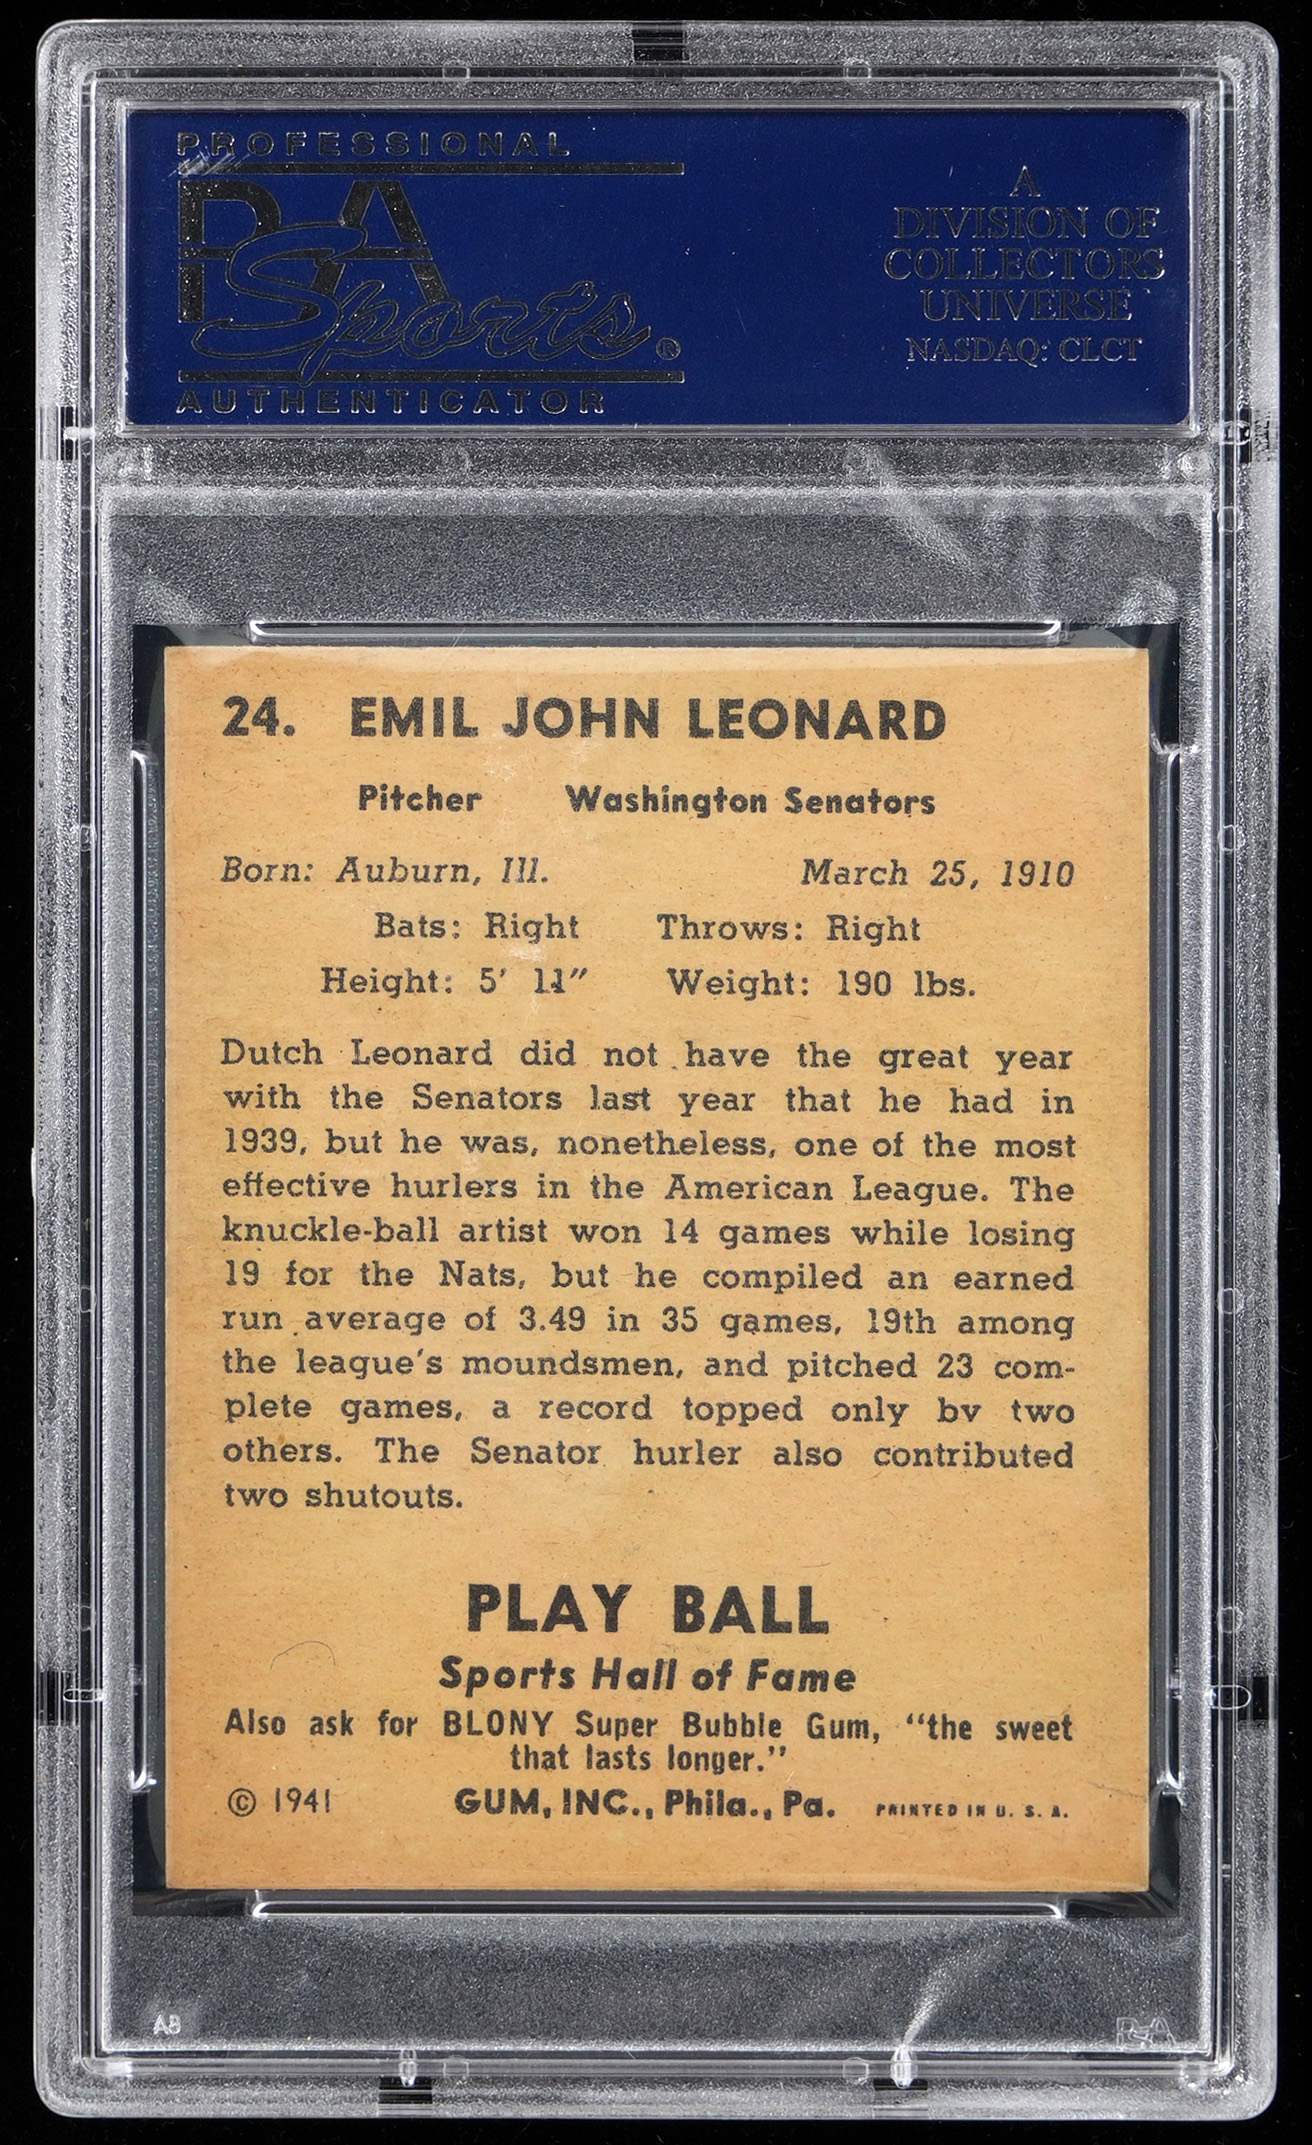 PROFESSIONAL
PSA
Sports®
AUTHENTICATOR
A
DIVISION OF
COLLECTORS
UNIVERSE
NASDAQ: CLCT
24. EMIL JOHN LEONARD
Pitcher Washington Senators
Born: Auburn, Ill. March 25, 1910
Bats: Right Throws: Right
Height: 5' 11" Weight: 190 lbs.
Dutch Leonard did not have the great year
with the Senators last year that he had in
1939, but he was, nonetheless, one of the most
effective hurlers in the American League. The
knuckle-ball artist won 14 games while losing
19 for the Nats, but he compiled an earned
run average of 3.49 in 35 games, 19th among
the league's moundsmen, and pitched 23 com-
plete games, a record topped only by two
others. The Senator hurler also contributed
two shutouts.
PLAY BALL
Sports Hall of Fame
Also ask for BLONY Super Bubble Gum, "the sweet
that lasts longer."
© 1941 GUM, INC., Phila., Pa. PRINTED IN U. S. A.
AB PSA